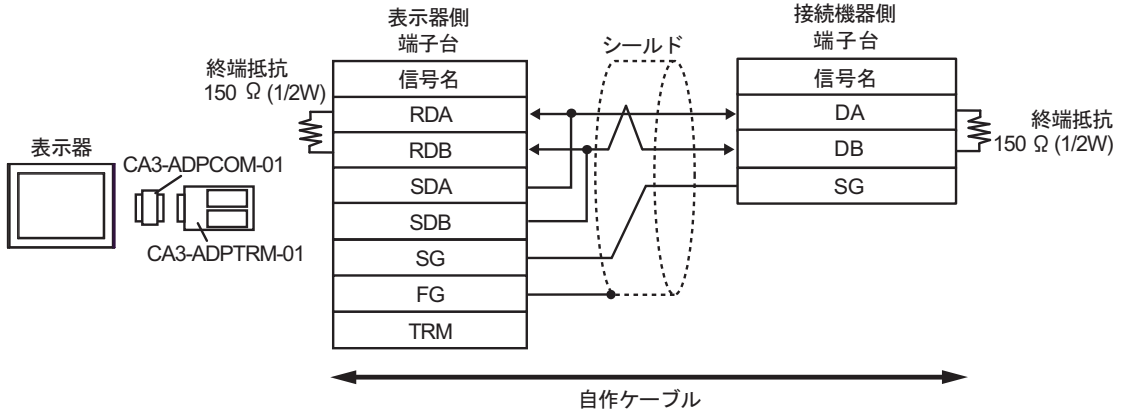 表示器側
端子台
接続機器側
端子台
シールド
終端抵抗
150 Ω (1/2W)
信号名
RDA
RDB
SDA
SDB
SG
FG
TRM
信号名
DA
DB
SG
終端抵抗
150 Ω (1/2W)
表示器
CA3-ADPCOM-01
CA3-ADPTRM-01
自作ケーブル